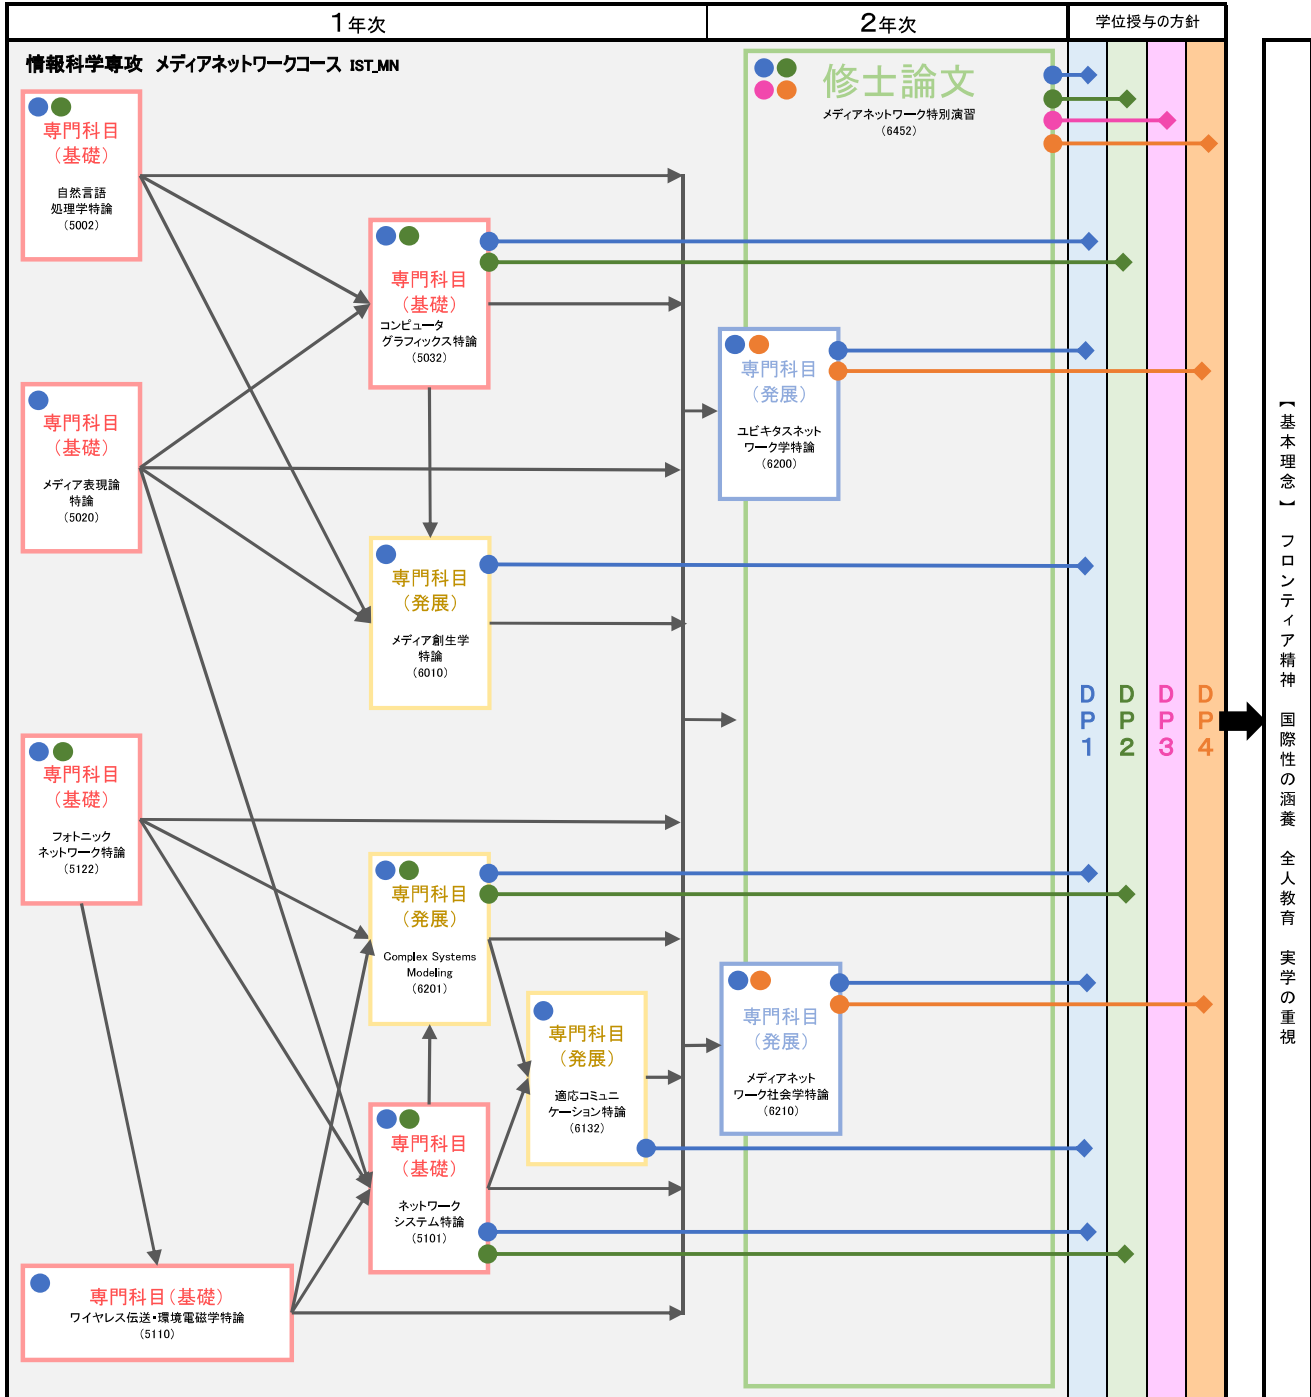 1年次
2年次
学位授与の方針
情報科学専攻 メディアネットワークコース IST_MN
専門科目
（基礎）
自然言語
処理学特論
（5002）
専門科目
（基礎）
メディア表現論
特論
（5020）
専門科目
（基礎）
フォトニック
ネットワーク特論
（5122）
専門科目（基礎）
ワイヤレス伝送・環境電磁学特論
（5110）
専門科目
（基礎）
コンピュータ
グラフィックス特論
（5032）
専門科目
（発展）
メディア創生学
特論
（6010）
専門科目
（発展）
Complex Systems
Modeling
（6201）
専門科目
（基礎）
ネットワーク
システム特論
（5101）
専門科目
（発展）
適応コミュニ
ケーション特論
（6132）
修士論文
メディアネットワーク特別演習
（6452）
専門科目
（発展）
ユビキタスネット
ワーク学特論
（6200）
専門科目
（発展）
メディアネット
ワーク社会学特論
（6210）
DP1
DP2
DP3
DP4
【基本理念】 フロンティア精神 国際性の涵養 全人教育 実学の重視